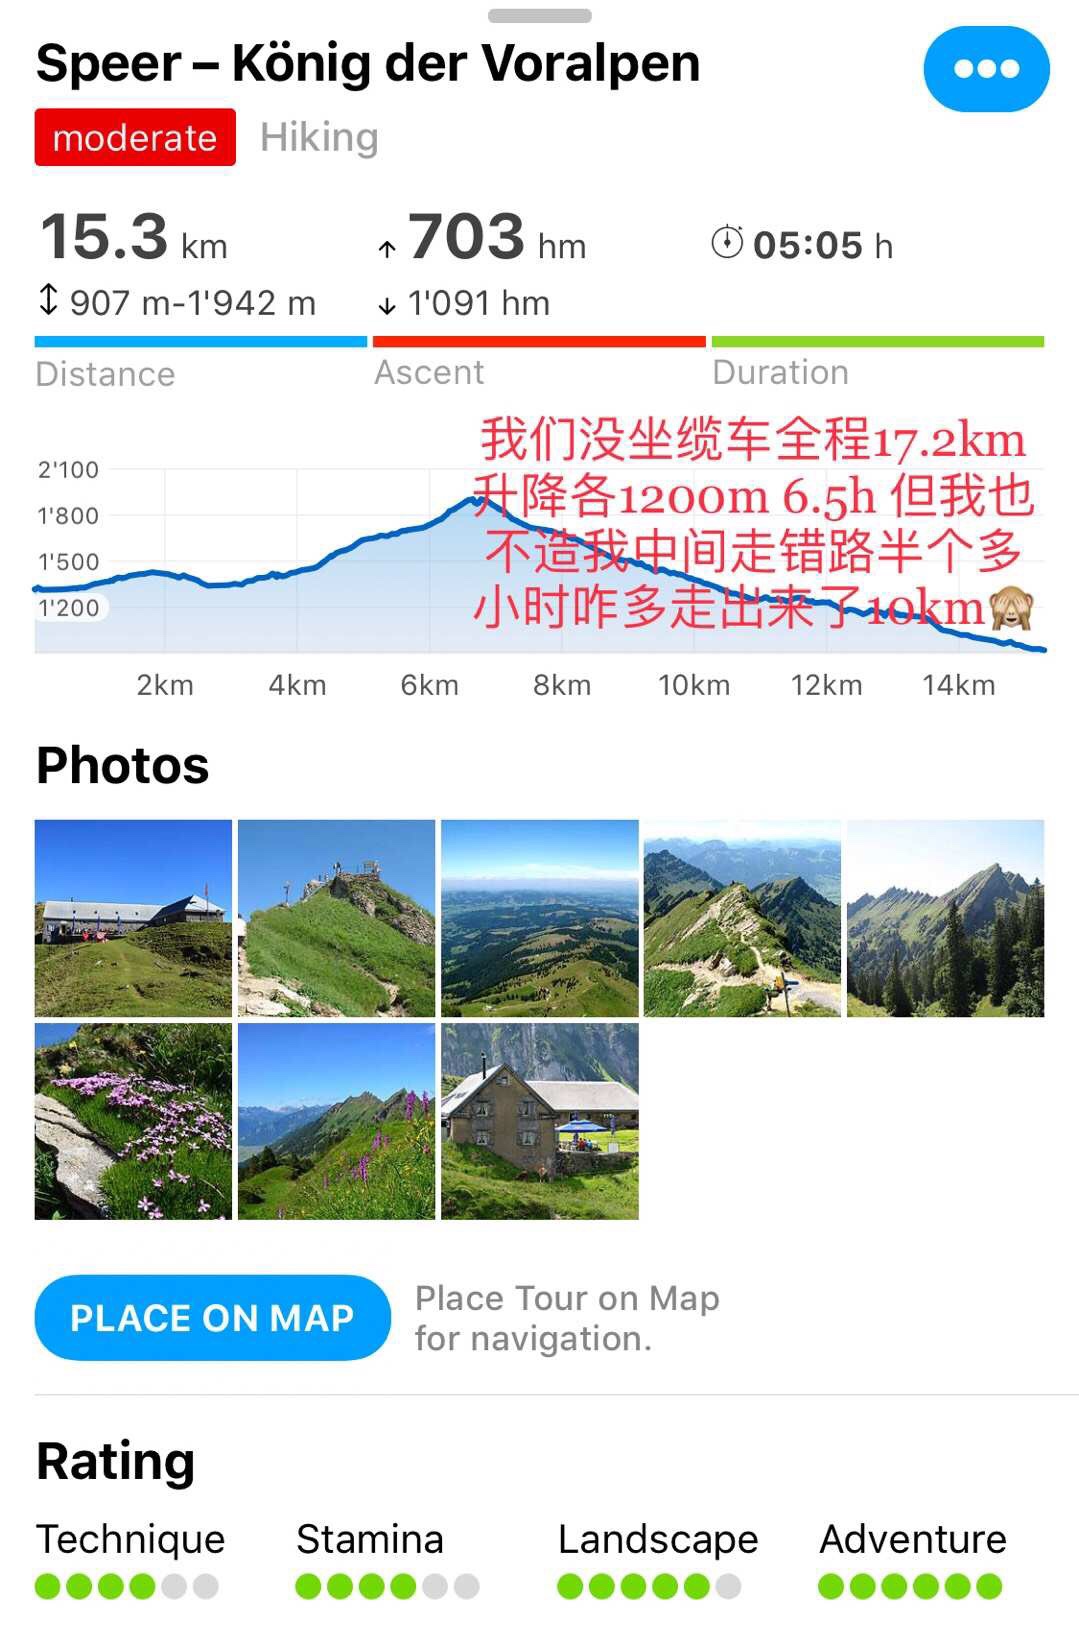 Speer – König der Voralpen
moderate Hiking
15.3 km ↑ 703 hm 05:05 h
↕ 907 m-1'942 m ↓ 1'091 hm
Distance Ascent Duration
我们没坐缆车全程17.2km
升降各1200m 6.5h 但我也
不造我中间走错路半个多
小时咋多走出来了10km🙈
2'100
1'800
1'500
1'200
2km 4km 6km 8km 10km 12km 14km
Photos
PLACE ON MAP
Place Tour on Map
for navigation.
Rating
Technique Stamina Landscape Adventure